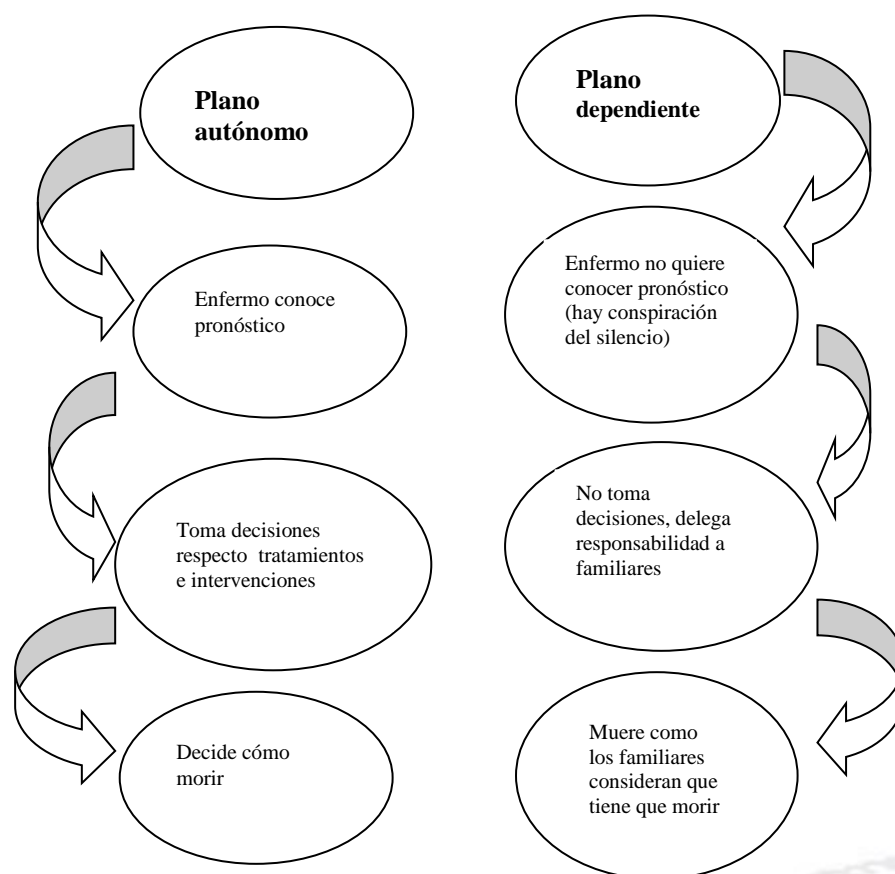 Plano
autónomo
Enfermo conoce
pronóstico
Toma decisiones
respecto tratamientos
e intervenciones
Decide cómo
morir
Plano
dependiente
Enfermo no quiere
conocer pronóstico
(hay conspiración
del silencio)
No toma
decisiones, delega
responsabilidad a
familiares
Muere como
los familiares
consideran que
tiene que morir